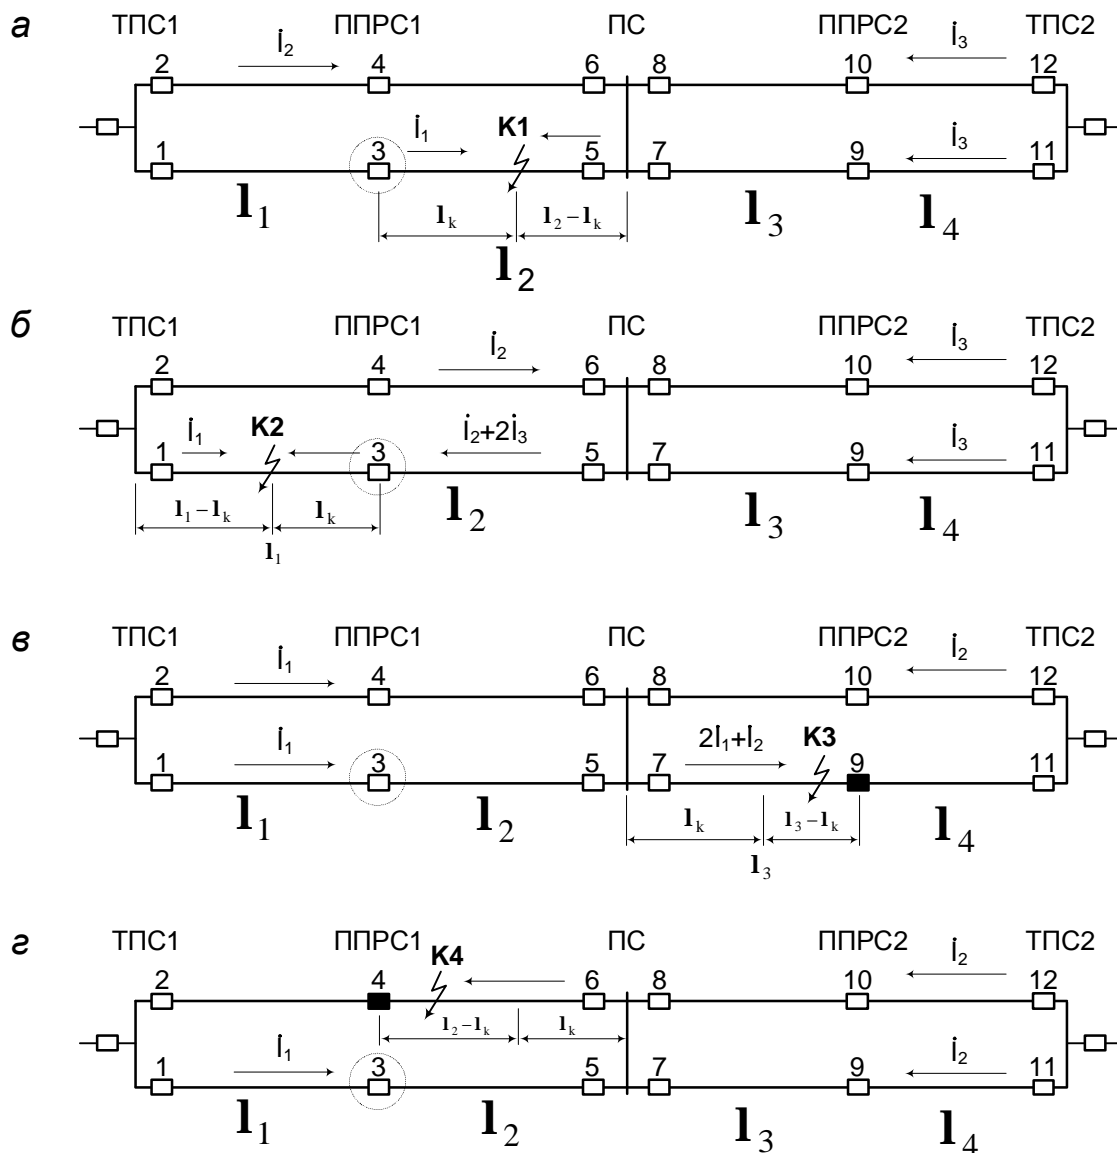 а ТПС1 ППРС1 ПС ППРС2 ТПС2
2 İ₂ 4 6 8 10 İ₃ 12
1 3 İ₁ K1 5 7 9 İ₃ 11
l₁ lₖ l₂ – lₖ l₃ l₄
l₂
б ТПС1 ППРС1 ПС ППРС2 ТПС2
2 4 İ₂ 6 8 10 İ₃ 12
1 İ₁ K2 3 İ₂+2İ₃ 5 7 9 İ₃ 11
l₁ – lₖ lₖ l₂ l₃ l₄
l₁
в ТПС1 ППРС1 ПС ППРС2 ТПС2
2 İ₁ 4 6 8 10 İ₂ 12
1 İ₁ 3 5 7 2İ₁+İ₂ K3 9 11
l₁ l₂ lₖ l₃ – lₖ l₄
l₃
г ТПС1 ППРС1 ПС ППРС2 ТПС2
2 4 K4 6 8 10 İ₂ 12
l₂ – lₖ lₖ
1 İ₁ 3 5 7 9 İ₂ 11
l₁ l₂ l₃ l₄